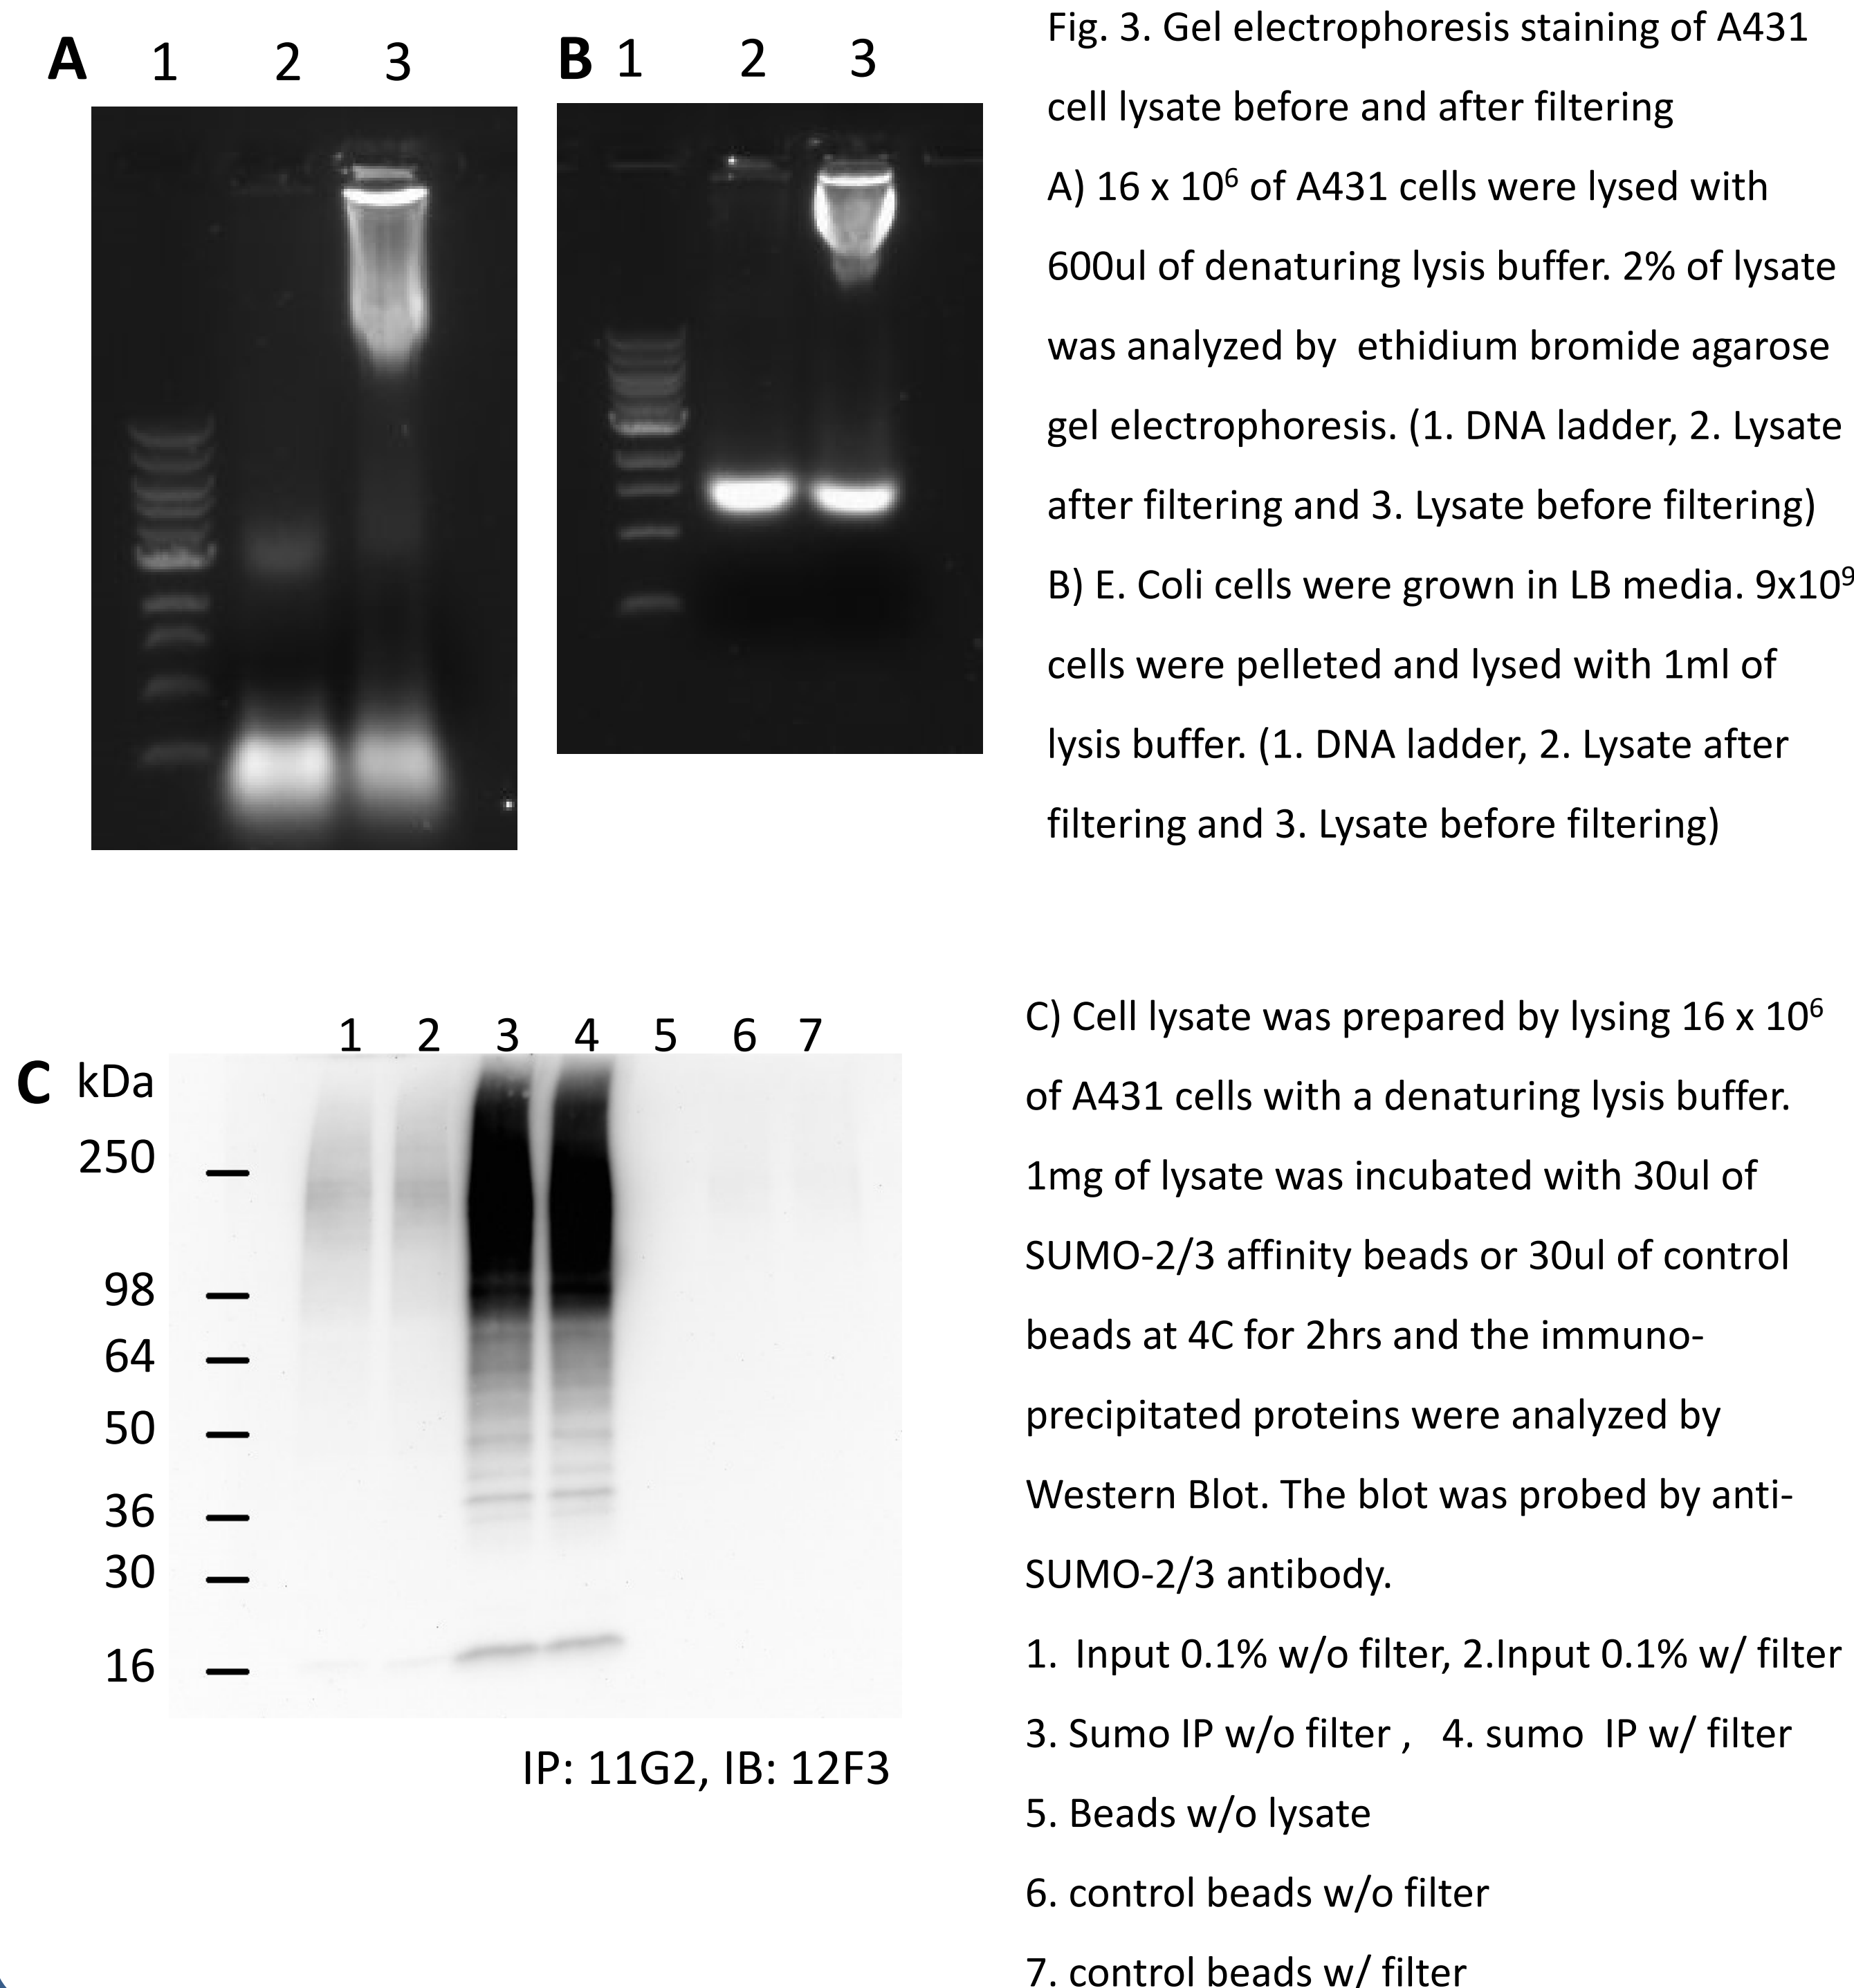 A 1 2 3
B 1 2 3
Fig. 3. Gel electrophoresis staining of A431
cell lysate before and after filtering
A) 16 x 10⁶ of A431 cells were lysed with
600ul of denaturing lysis buffer. 2% of lysate
was analyzed by ethidium bromide agarose
gel electrophoresis. (1. DNA ladder, 2. Lysate
after filtering and 3. Lysate before filtering)
B) E. Coli cells were grown in LB media. 9x10⁹
cells were pelleted and lysed with 1ml of
lysis buffer. (1. DNA ladder, 2. Lysate after
filtering and 3. Lysate before filtering)
1 2 3 4 5 6 7
C kDa
250
98
64
50
36
30
16
IP: 11G2, IB: 12F3
C) Cell lysate was prepared by lysing 16 x 10⁶
of A431 cells with a denaturing lysis buffer.
1mg of lysate was incubated with 30ul of
SUMO-2/3 affinity beads or 30ul of control
beads at 4C for 2hrs and the immuno-
precipitated proteins were analyzed by
Western Blot. The blot was probed by anti-
SUMO-2/3 antibody.
1. Input 0.1% w/o filter, 2.Input 0.1% w/ filter
3. Sumo IP w/o filter , 4. sumo IP w/ filter
5. Beads w/o lysate
6. control beads w/o filter
7. control beads w/ filter